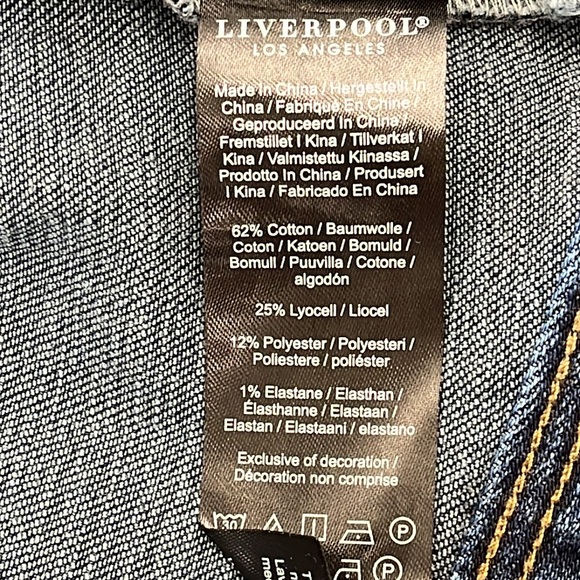 LIVERPOOL®
LOS ANGELES
Made In China / Hergestellt In
China / Fabriqué En Chine /
Geproduceerd In China /
Fremstillet I Kina / Tillverkat I
Kina / Valmistettu Kiinassa /
Prodotto In China / Produsert
I Kina / Fabricado En China
62% Cotton / Baumwolle /
Coton / Katoen / Bomuld /
Bomull / Puuvilla / Cotone /
algodón
25% Lyocell / Liocel
12% Polyester / Polyesteri /
Poliestere / poliéster
1% Elastane / Elasthan /
Élasthanne / Elastaan /
Elastan / Elastaani / elastano
Exclusive of decoration /
Décoration non comprise
30
P
P